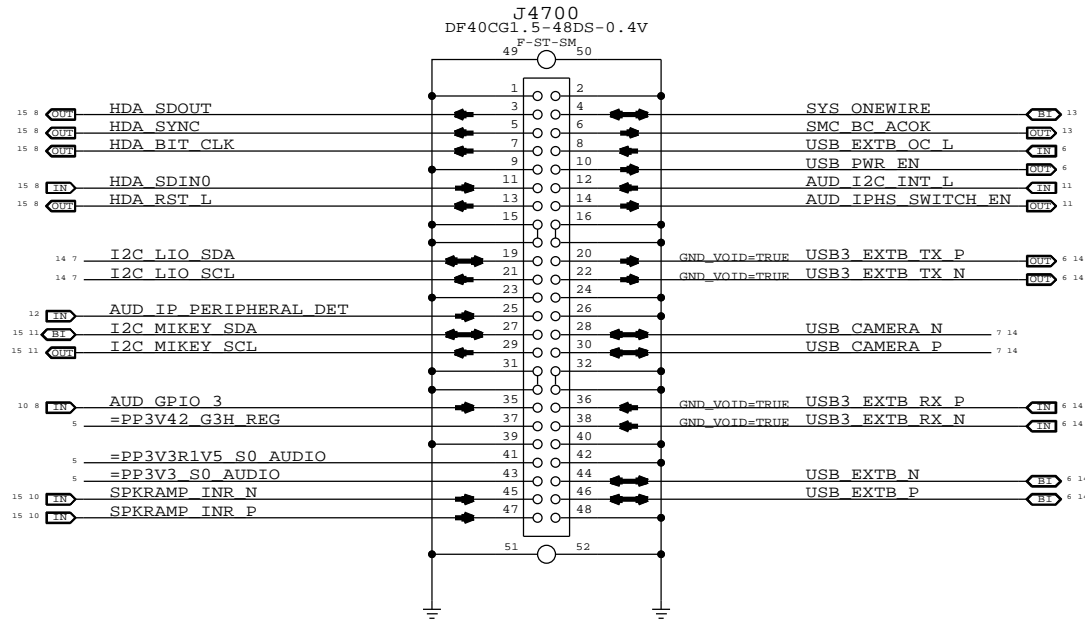 J4700
DF40CG1.5-48DS-0.4V
F-ST-SM
49 50
1 2
15 8 OUT HDA_SDOUT 3 4 SYS_ONEWIRE BI 13
15 8 OUT HDA_SYNC 5 6 SMC_BC_ACOK OUT 13
15 8 OUT HDA_BIT_CLK 7 8 USB_EXTB_OC_L IN 6
9 10 USB_PWR_EN OUT 6
15 8 IN HDA_SDIN0 11 12 AUD_I2C_INT_L IN 11
15 8 OUT HDA_RST_L 13 14 AUD_IPHS_SWITCH_EN OUT 11
15 16
14 7 I2C_LIO_SDA 19 20 GND_VOID=TRUE USB3_EXTB_TX_P OUT 6 14
14 7 I2C_LIO_SCL 21 22 GND_VOID=TRUE USB3_EXTB_TX_N OUT 6 14
23 24
12 IN AUD_IP_PERIPHERAL_DET 25 26
15 11 BI I2C_MIKEY_SDA 27 28 USB_CAMERA_N 7 14
15 11 OUT I2C_MIKEY_SCL 29 30 USB_CAMERA_P 7 14
31 32
10 8 IN AUD_GPIO_3 35 36 GND_VOID=TRUE USB3_EXTB_RX_P IN 6 14
5 =PP3V42_G3H_REG 37 38 GND_VOID=TRUE USB3_EXTB_RX_N IN 6 14
39 40
5 =PP3V3R1V5_S0_AUDIO 41 42
5 =PP3V3_S0_AUDIO 43 44 USB_EXTB_N BI 6 14
15 10 IN SPKRAMP_INR_N 45 46 USB_EXTB_P BI 6 14
15 10 IN SPKRAMP_INR_P 47 48
51 52